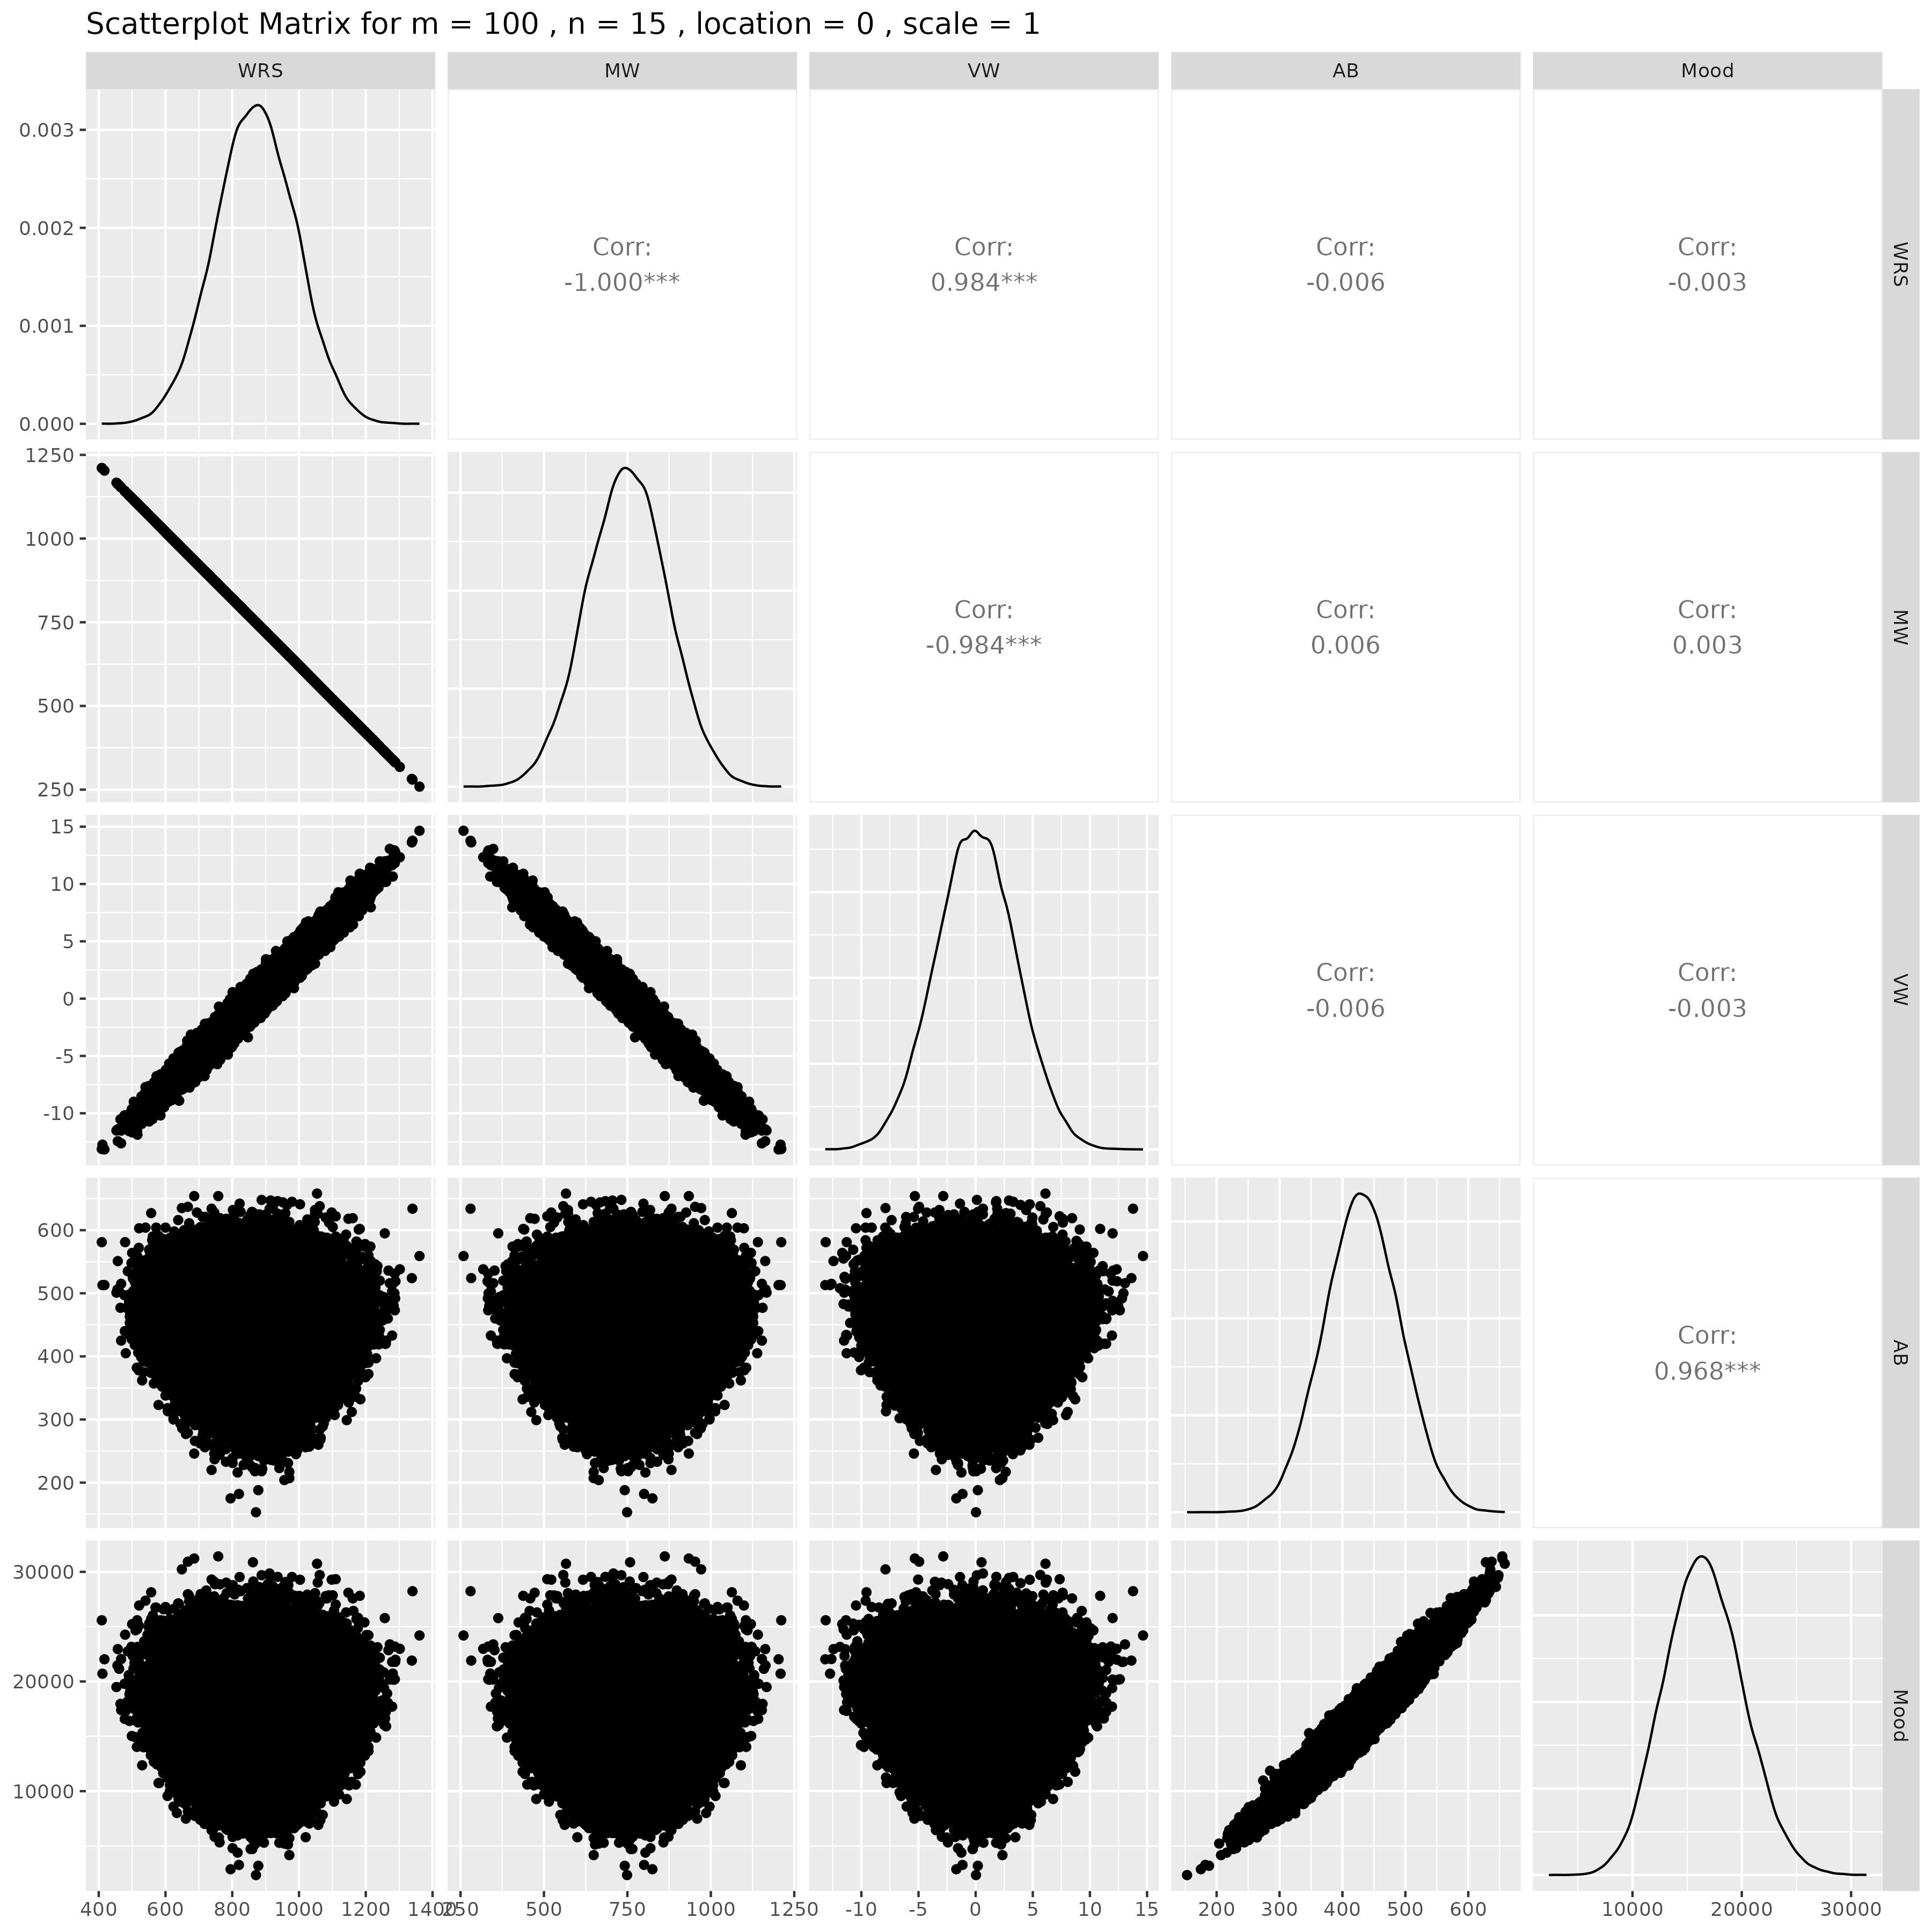 Scatterplot Matrix for m = 100 , n = 15 , location = 0 , scale = 1
WRS MW VW AB Mood
0.003
0.002
0.001
0.000
Corr:
-1.000***
Corr:
0.984***
Corr:
-0.006
Corr:
-0.003
WRS
1250
1000
750
500
250
Corr:
-0.984***
Corr:
0.006
Corr:
0.003
MW
15
10
5
0
-5
-10
Corr:
-0.006
Corr:
-0.003
VW
600
500
400
300
200
Corr:
0.968***
AB
30000
20000
10000
Mood
400 600 800 1000 1200 1400 250 500 750 1000 1250 -10 -5 0 5 10 15 200 300 400 500 600 10000 20000 30000